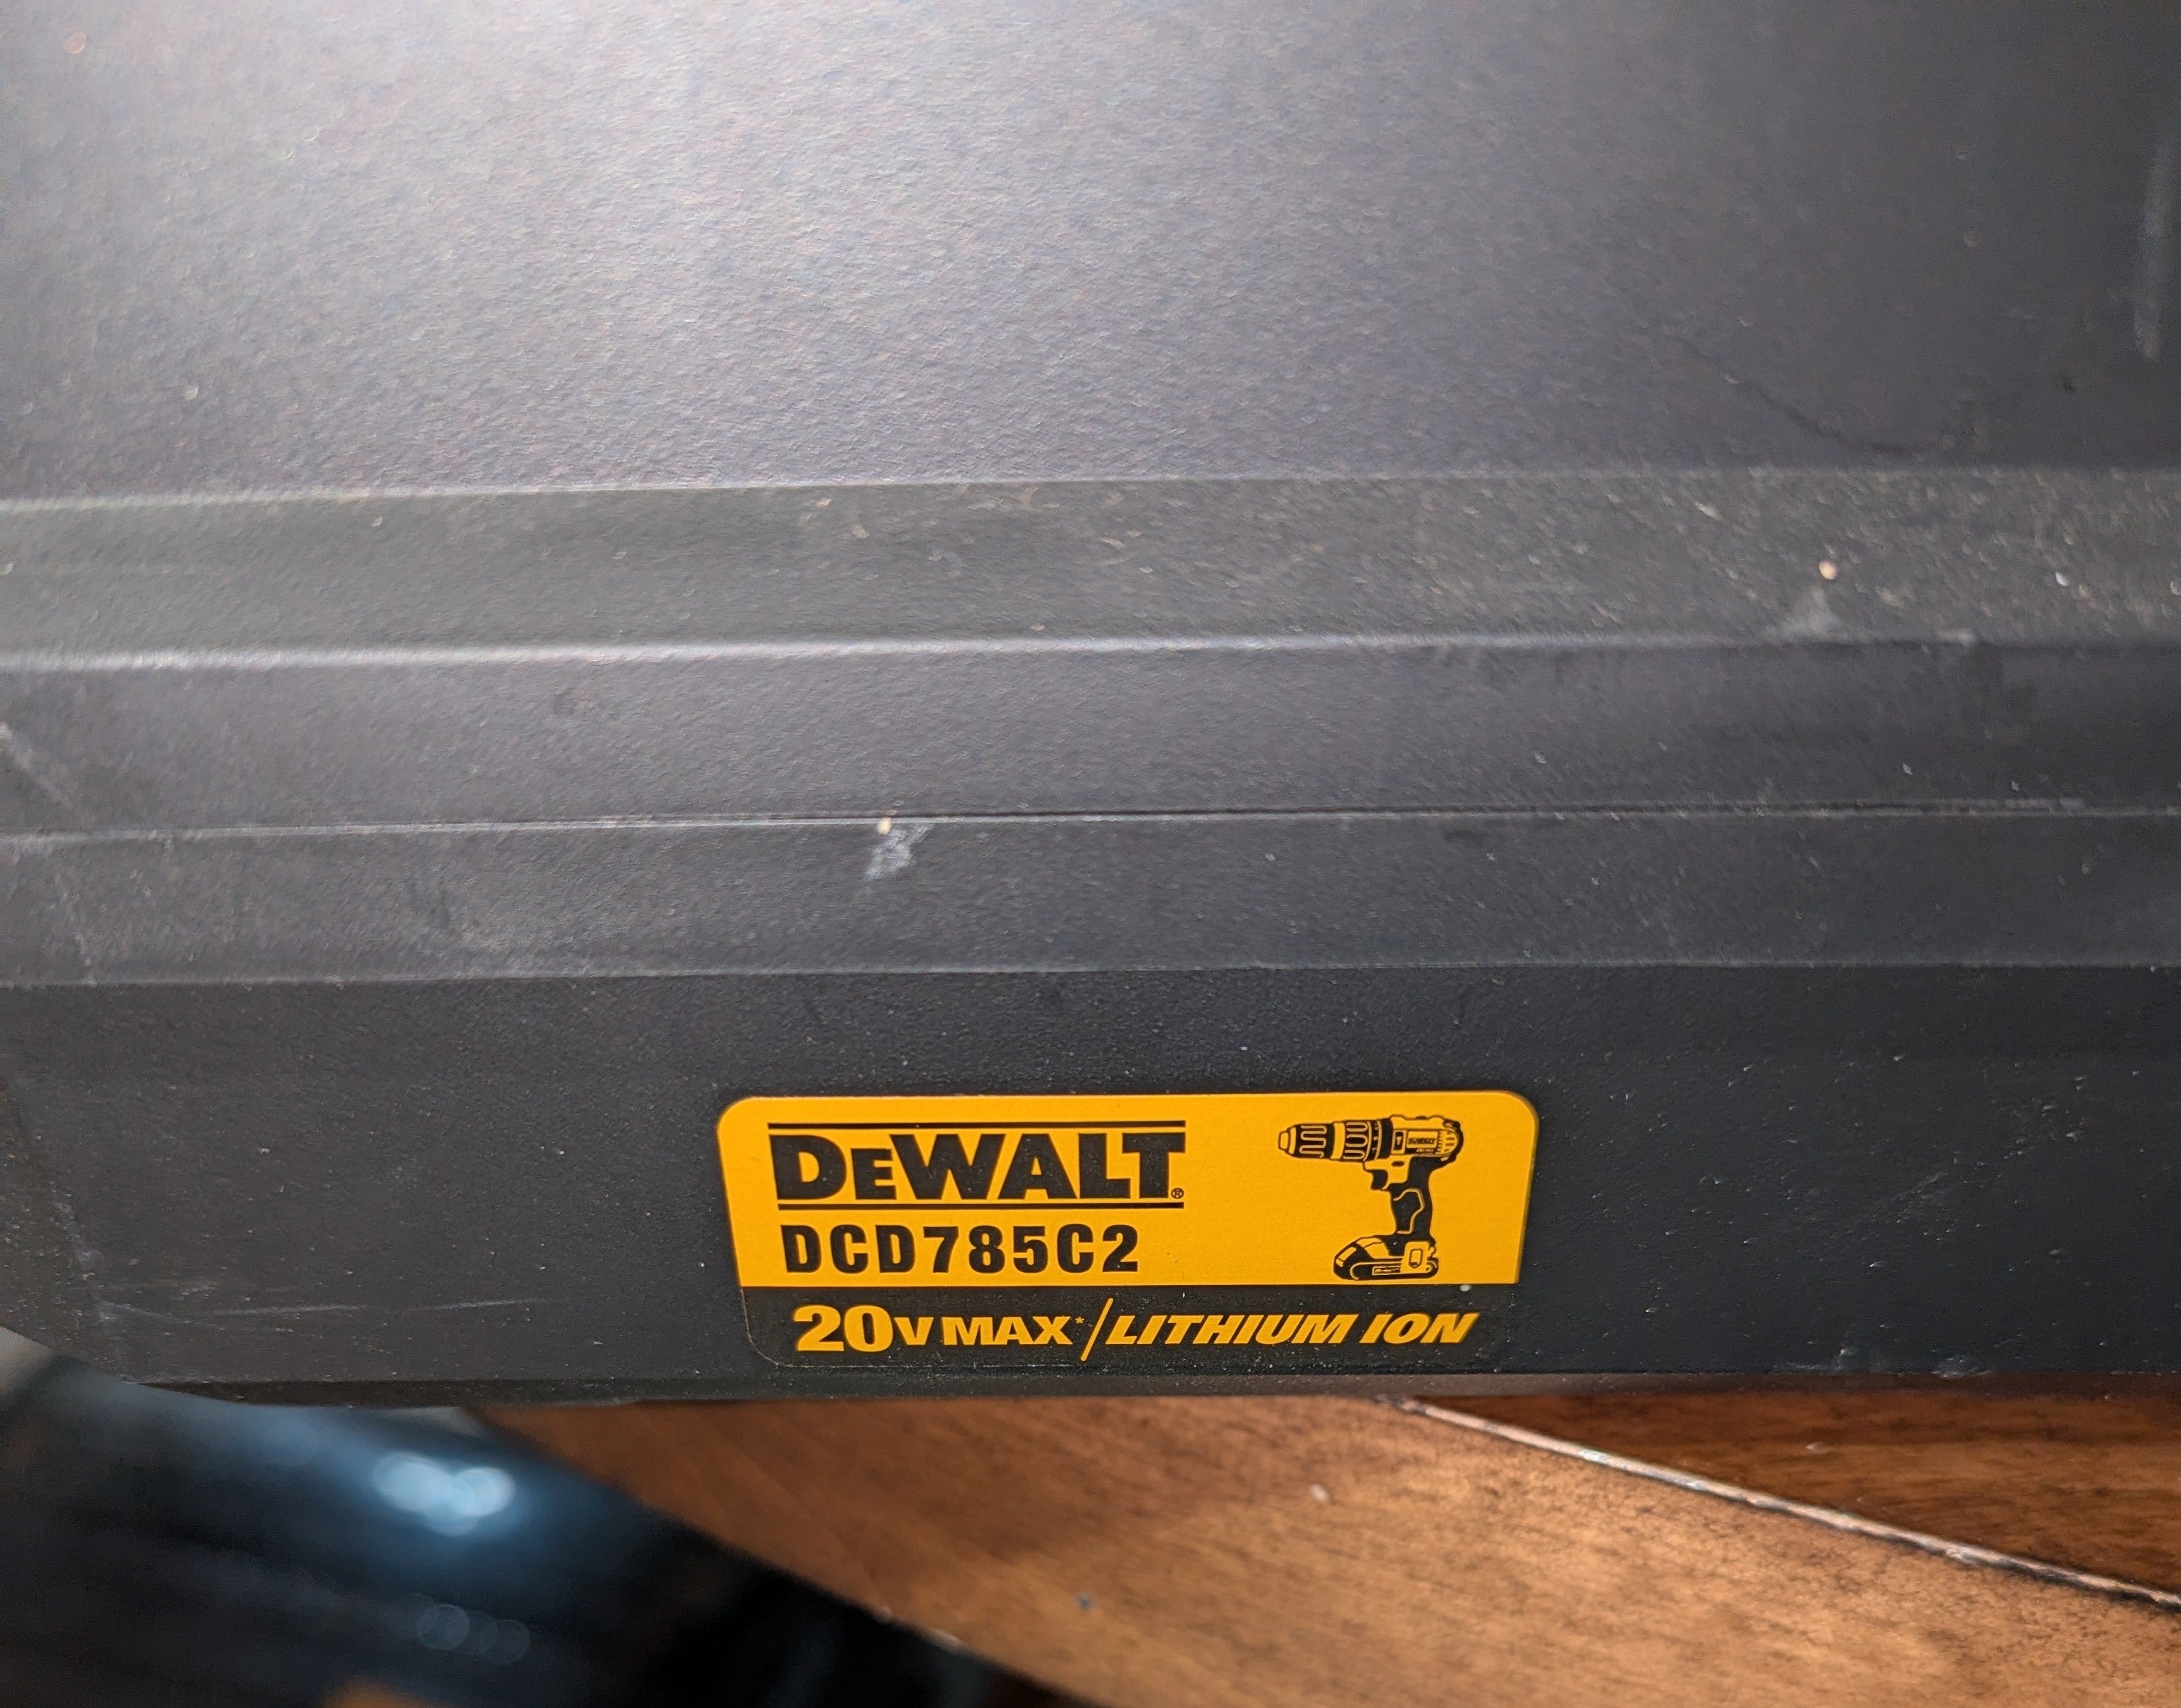 DEWALT®
DCD785C2
20V MAX* / LITHIUM ION